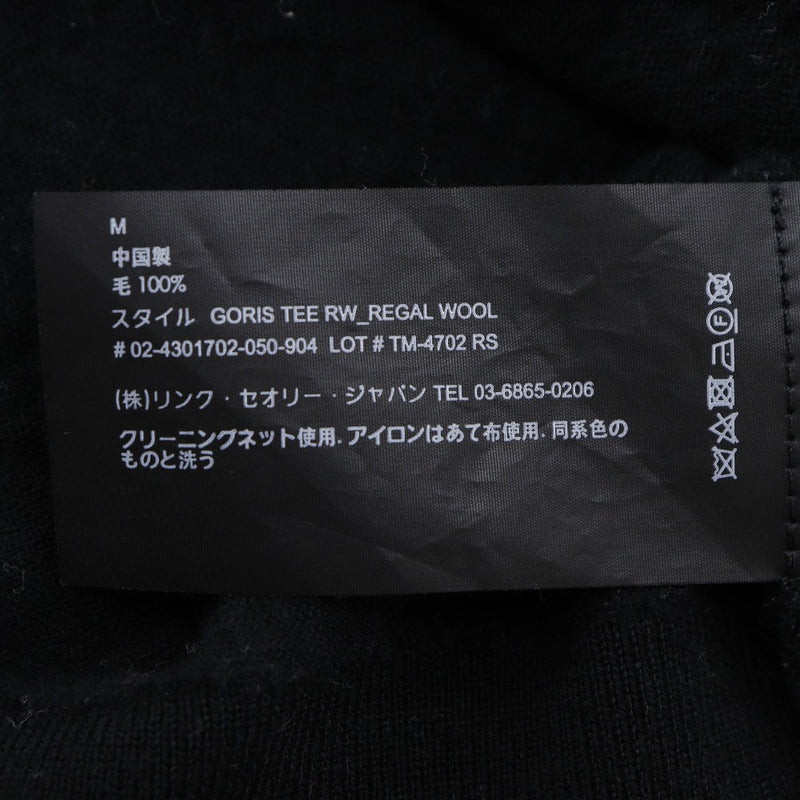 M
中国製
毛 100%
スタイル GORIS TEE RW_REGAL WOOL
# 02-4301702-050-904 LOT # TM-4702 RS
(株)リンク・セオリー・ジャパン TEL 03-6865-0206
クリーニングネット使用. アイロンはあて布使用. 同系色の
ものと洗う